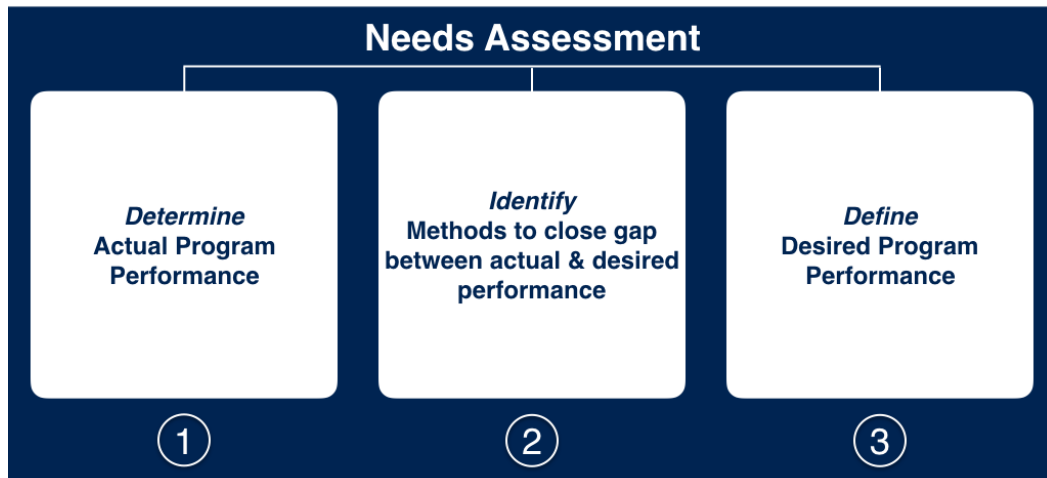 Needs Assessment
Determine
Actual Program
Performance
Identify
Methods to close gap
between actual & desired
performance
Define
Desired Program
Performance
1
2
3